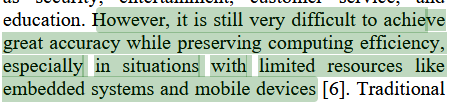 as security, entertainment, customer service, and
education. However, it is still very difficult to achieve
great accuracy while preserving computing efficiency,
especially in situations with limited resources like
embedded systems and mobile devices [6]. Traditional